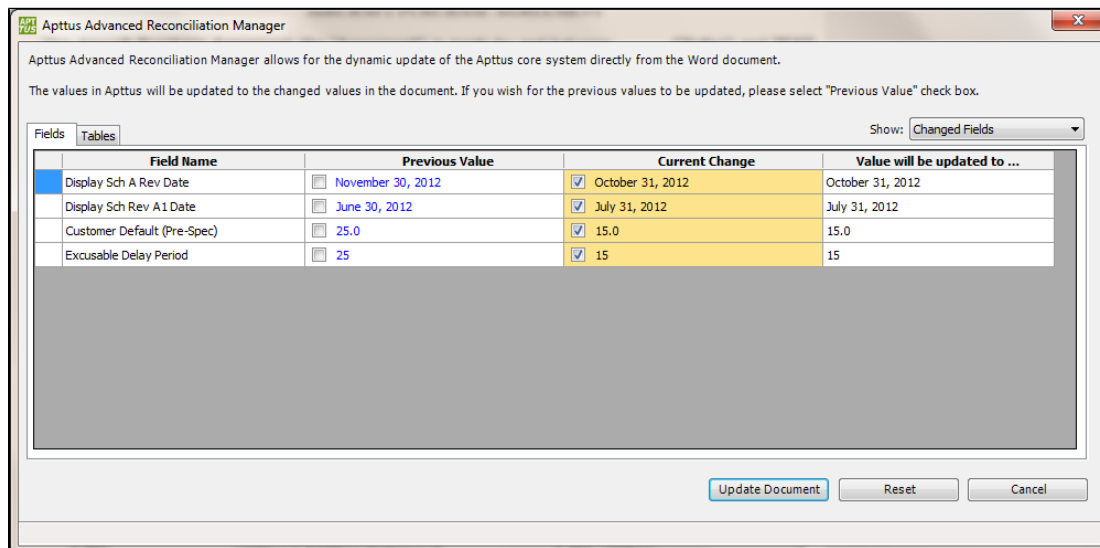 APT TUS Apttus Advanced Reconciliation Manager
Apttus Advanced Reconciliation Manager allows for the dynamic update of the Apttus core system directly from the Word document.
The values in Apttus will be updated to the changed values in the document. If you wish for the previous values to be updated, please select "Previous Value" check box.
Fields Tables Show: Changed Fields
Field Name Previous Value Current Change Value will be updated to ...
Display Sch A Rev Date November 30, 2012 October 31, 2012 October 31, 2012
Display Sch Rev A1 Date June 30, 2012 July 31, 2012 July 31, 2012
Customer Default (Pre-Spec) 25.0 15.0 15.0
Excusable Delay Period 25 15 15
Update Document Reset Cancel